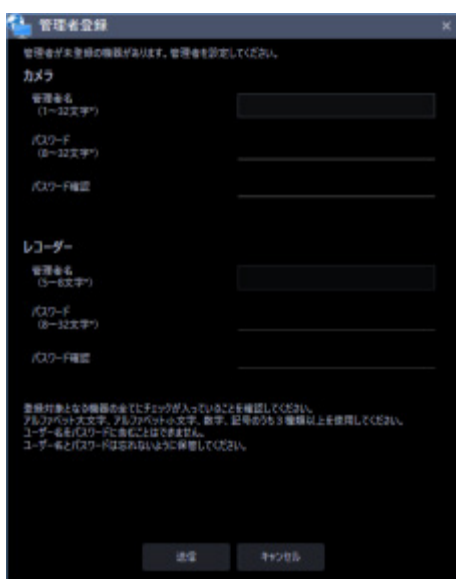 管理者登録
管理者が未登録の機器があります。管理者を設定してください。
カメラ
管理者名
(1～32文字*)
パスワード
(8～32文字*)
パスワード確認
レコーダー
管理者名
(5～8文字*)
パスワード
(8～32文字*)
パスワード確認
登録対象となる機器の全てにチェックが入っていることを確認してください。
アルファベット大文字、アルファベット小文字、数字、記号のうち3種類以上を使用してください。
ユーザー名をパスワードに含むことはできません。
ユーザー名とパスワードは忘れないように保管してください。
送信
キャンセル